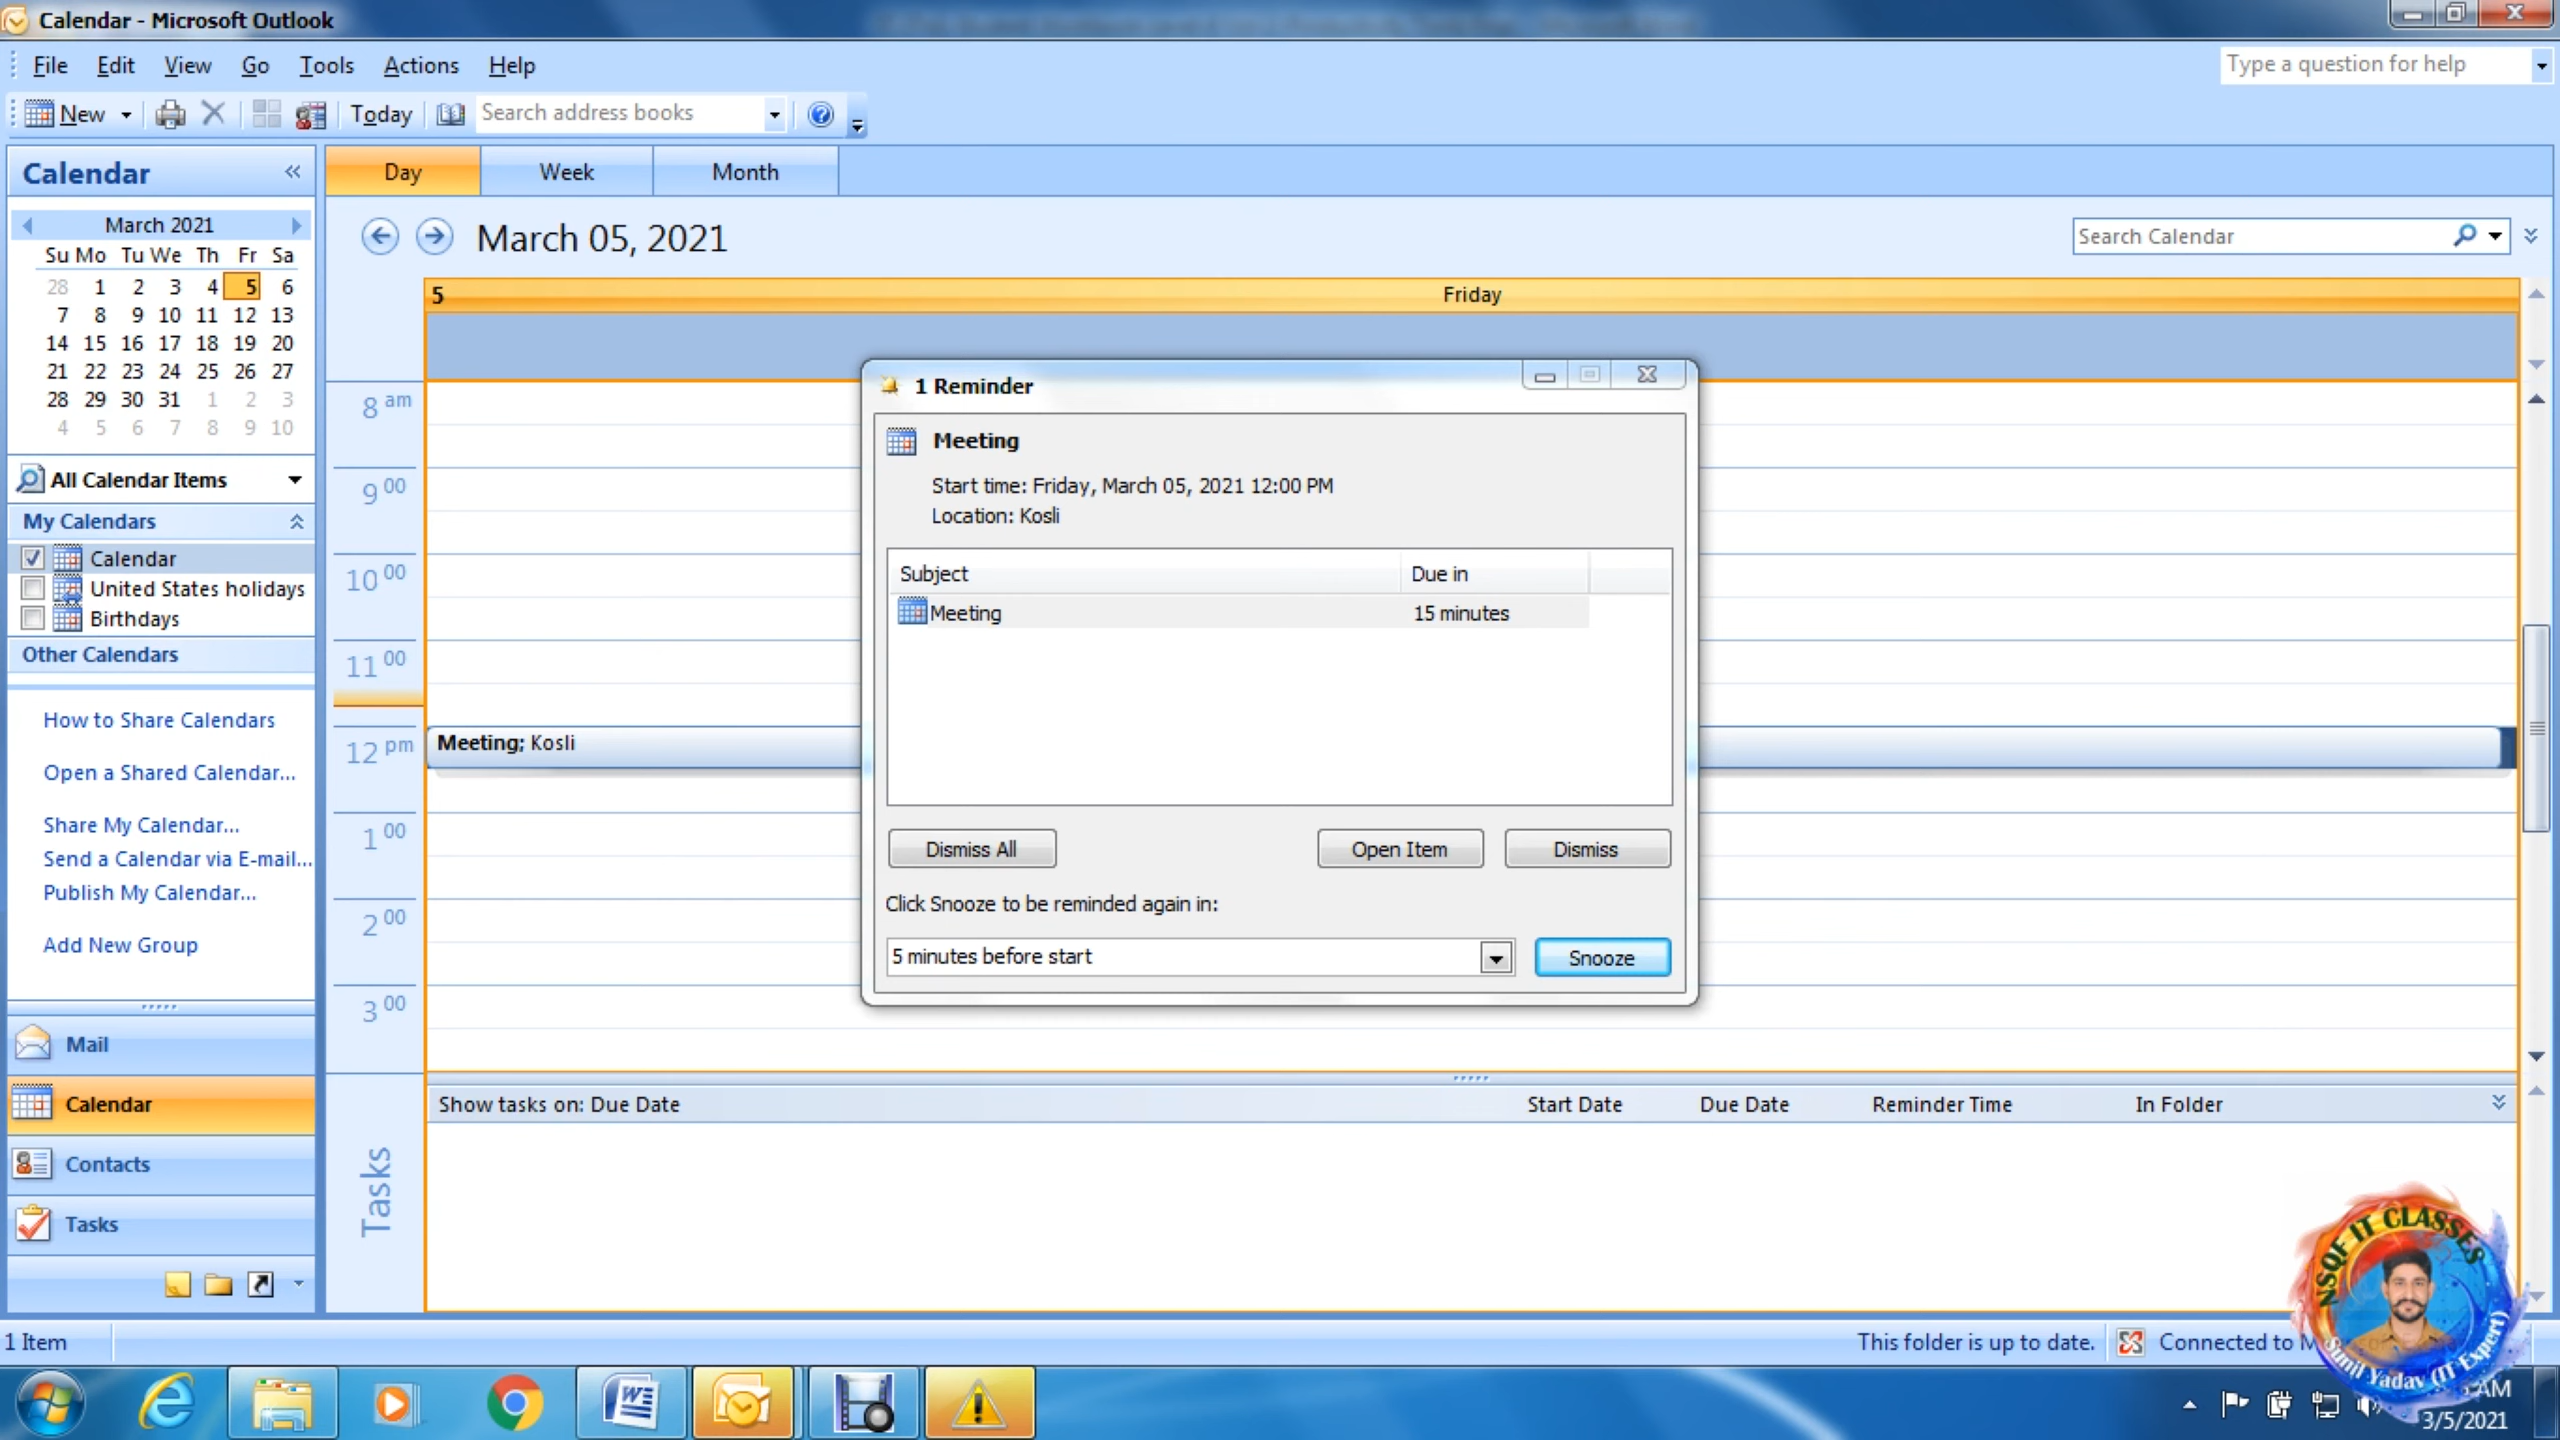 Calendar - Microsoft Outlook
File Edit View Go Tools Actions Help
Type a question for help
New Today Search address books
Calendar
Day Week Month
March 2021
Su Mo Tu We Th Fr Sa
28 1 2 3 4 5 6
7 8 9 10 11 12 13
14 15 16 17 18 19 20
21 22 23 24 25 26 27
28 29 30 31 1 2 3
4 5 6 7 8 9 10
March 05, 2021
Search Calendar
5 Friday
All Calendar Items
My Calendars
Calendar
United States holidays
Birthdays
Other Calendars
How to Share Calendars
Open a Shared Calendar...
Share My Calendar...
Send a Calendar via E-mail...
Publish My Calendar...
Add New Group
Mail
Calendar
Contacts
Tasks
8 am
9 00
10 00
11 00
12 pm
Meeting; Kosli
1 00
2 00
3 00
1 Reminder
Meeting
Start time: Friday, March 05, 2021 12:00 PM
Location: Kosli
Subject Due in
Meeting 15 minutes
Dismiss All Open Item Dismiss
Click Snooze to be reminded again in:
5 minutes before start Snooze
Tasks
Show tasks on: Due Date Start Date Due Date Reminder Time In Folder
NSQF IT CLASSES
Sunil Yadav (IT Expert)
1 Item
This folder is up to date. Connected to
AM
3/5/2021